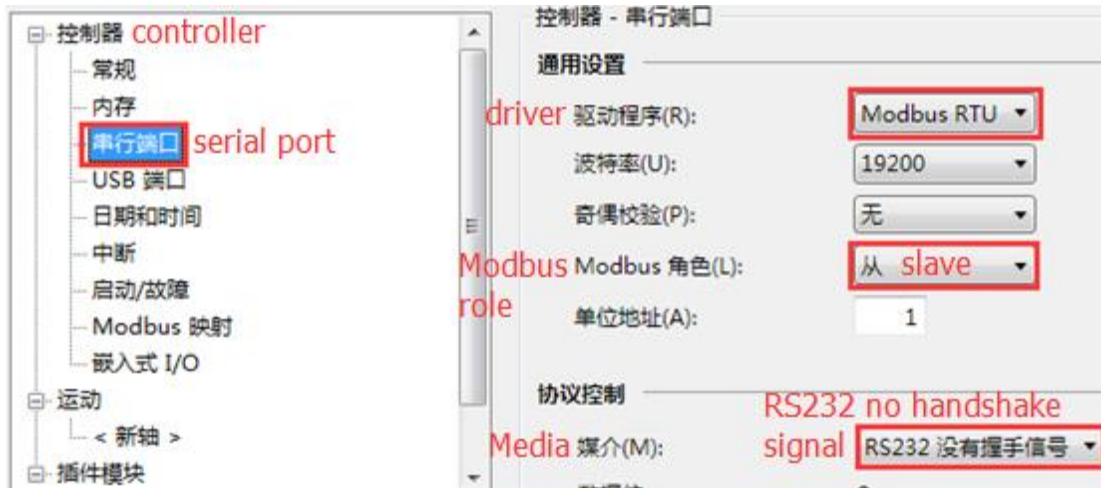 控制器 controller
常规
内存
串行端口 serial port
USB 端口
日期和时间
中断
启动/故障
Modbus 映射
嵌入式 I/O
运动
< 新轴 >
插件模块
控制器 - 串行端口
通用设置
driver 驱动程序(R): Modbus RTU
波特率(U): 19200
奇偶校验(P): 无
Modbus Modbus 角色(L): 从 slave
role
单位地址(A): 1
协议控制
RS232 no handshake
Media 媒介(M): signal RS232 没有握手信号